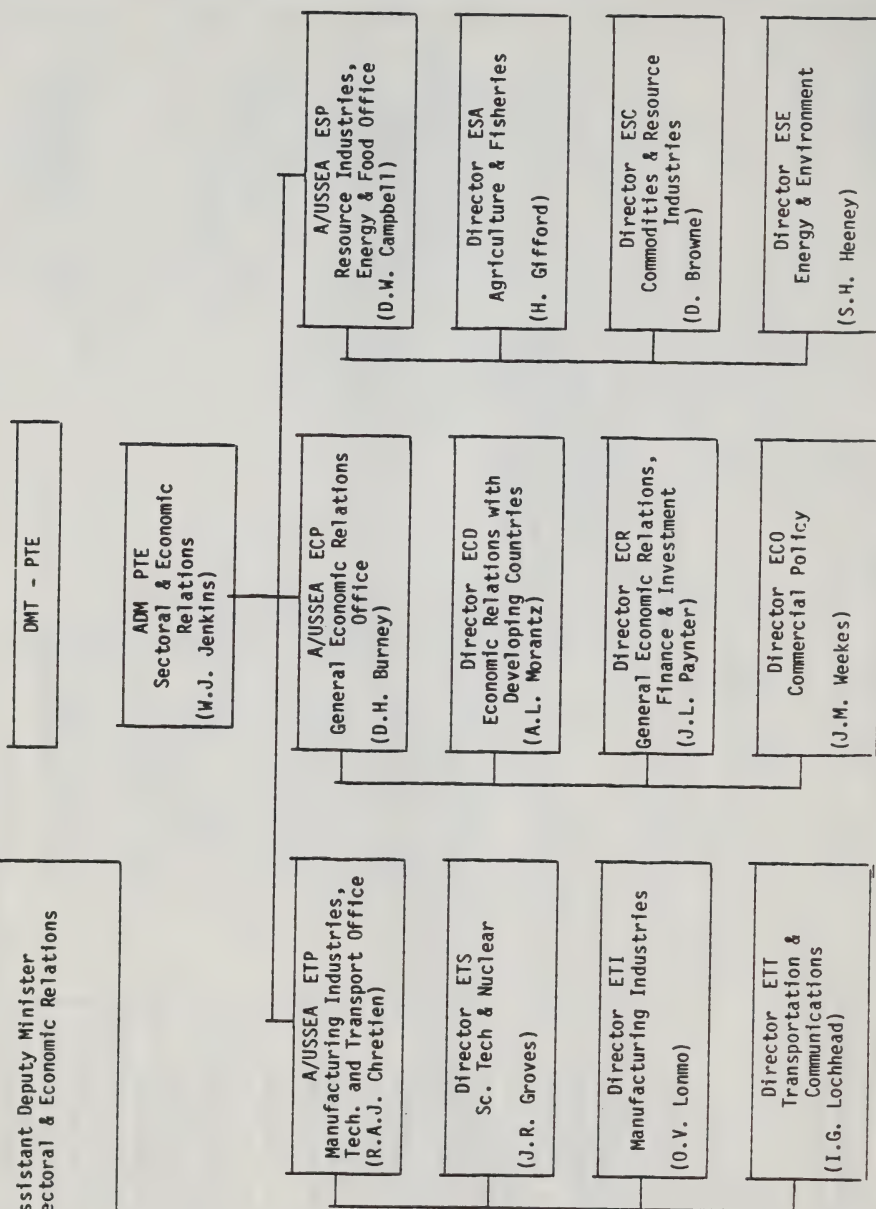 ssistant Deputy Minister
ectoral & Economic Relations
DMT - PTE
ADM PTE
Sectoral & Economic
Relations
(W.J. Jenkins)
A/USSEA ETP
Manufacturing Industries,
Tech. and Transport Office
(R.A.J. Chretien)
Director ETS
Sc. Tech & Nuclear
(J.R. Groves)
Director ETI
Manufacturing Industries
(O.V. Lonmo)
Director ETT
Transportation &
Communications
(I.G. Lochhead)
A/USSEA ECP
General Economic Relations
Office
(D.H. Burney)
Director ECD
Economic Relations with
Developing Countries
(A.L. Morantz)
Director ECR
General Economic Relations,
Finance & Investment
(J.L. Paynter)
Director ECO
Commercial Policy
(J.M. Weekes)
A/USSEA ESP
Resource Industries,
Energy & Food Office
(D.W. Campbell)
Director ESA
Agriculture & Fisheries
(H. Gifford)
Director ESC
Commodities & Resource
Industries
(D. Browne)
Director ESE
Energy & Environment
(S.H. Heeney)